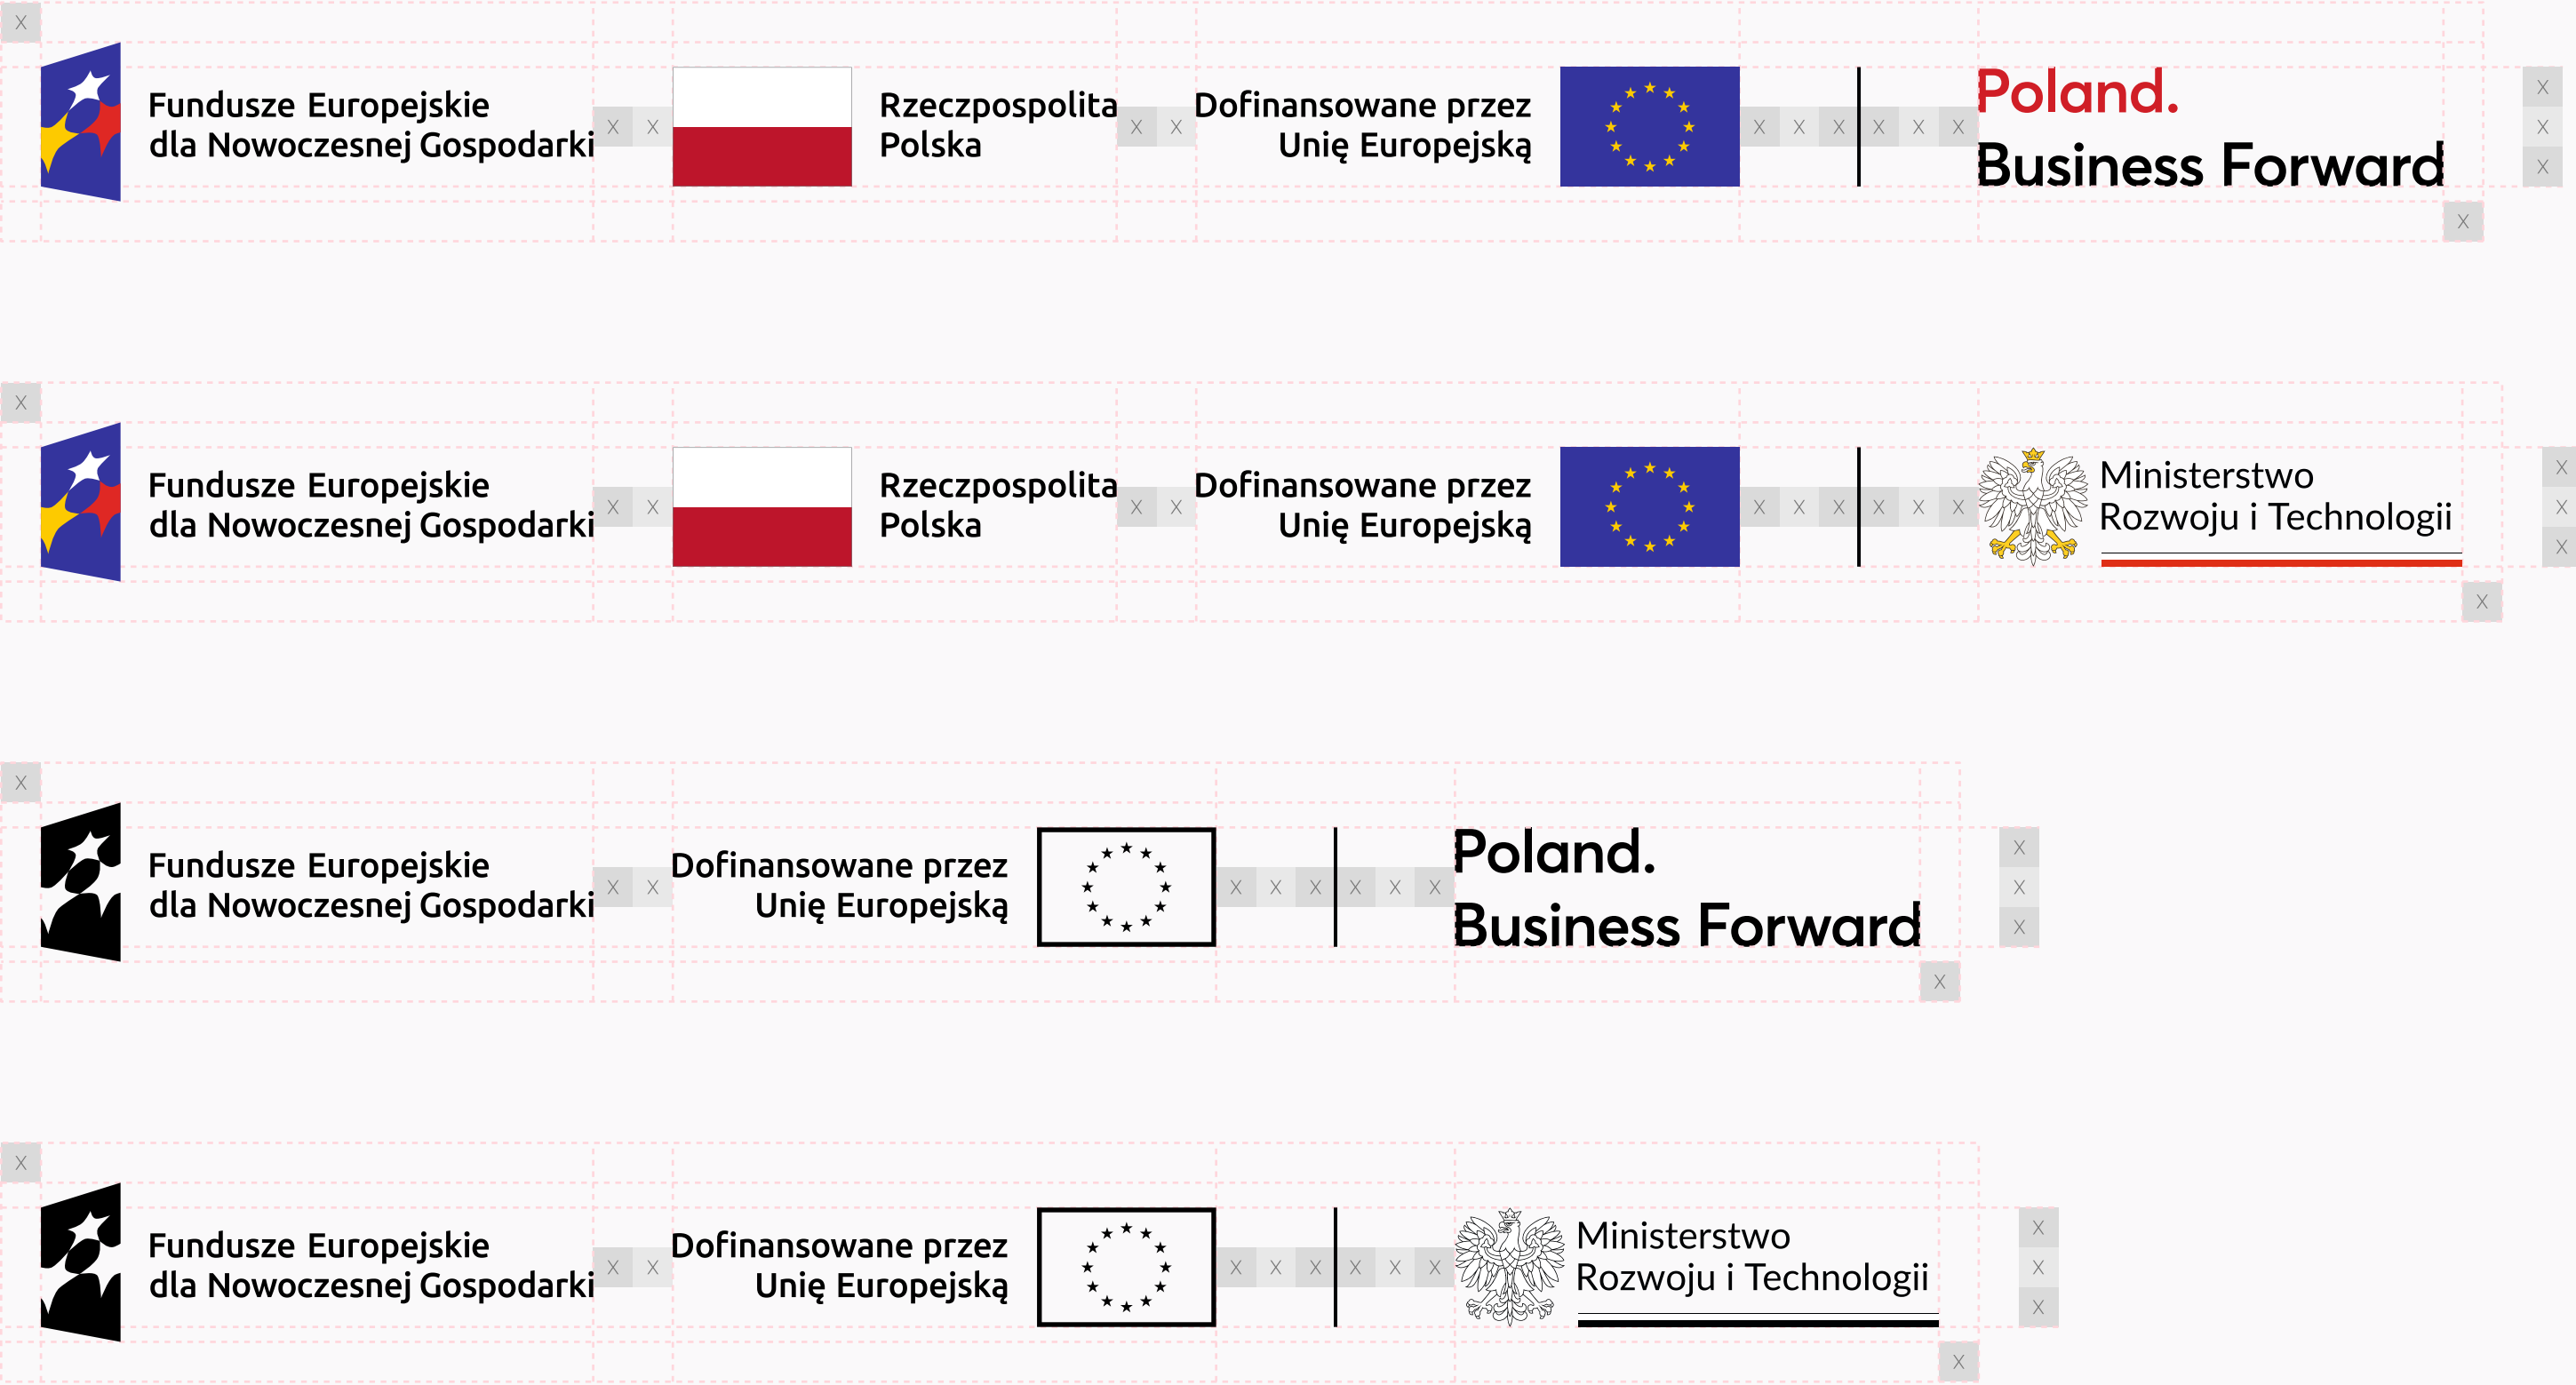 X
Fundusze Europejskie
dla Nowoczesnej Gospodarki
X X
Rzeczpospolita
Polska
X X
Dofinansowane przez
Unię Europejską
X X X X X X
Poland.
Business Forward
X
X
X
X
X
Fundusze Europejskie
dla Nowoczesnej Gospodarki
X X
Rzeczpospolita
Polska
X X
Dofinansowane przez
Unię Europejską
X X X X X X
Ministerstwo
Rozwoju i Technologii
X
X
X
X
X
Fundusze Europejskie
dla Nowoczesnej Gospodarki
X X
Dofinansowane przez
Unię Europejską
X X X X X X
Poland.
Business Forward
X
X
X
X
X
Fundusze Europejskie
dla Nowoczesnej Gospodarki
X X
Dofinansowane przez
Unię Europejską
X X X X X X
Ministerstwo
Rozwoju i Technologii
X
X
X
X